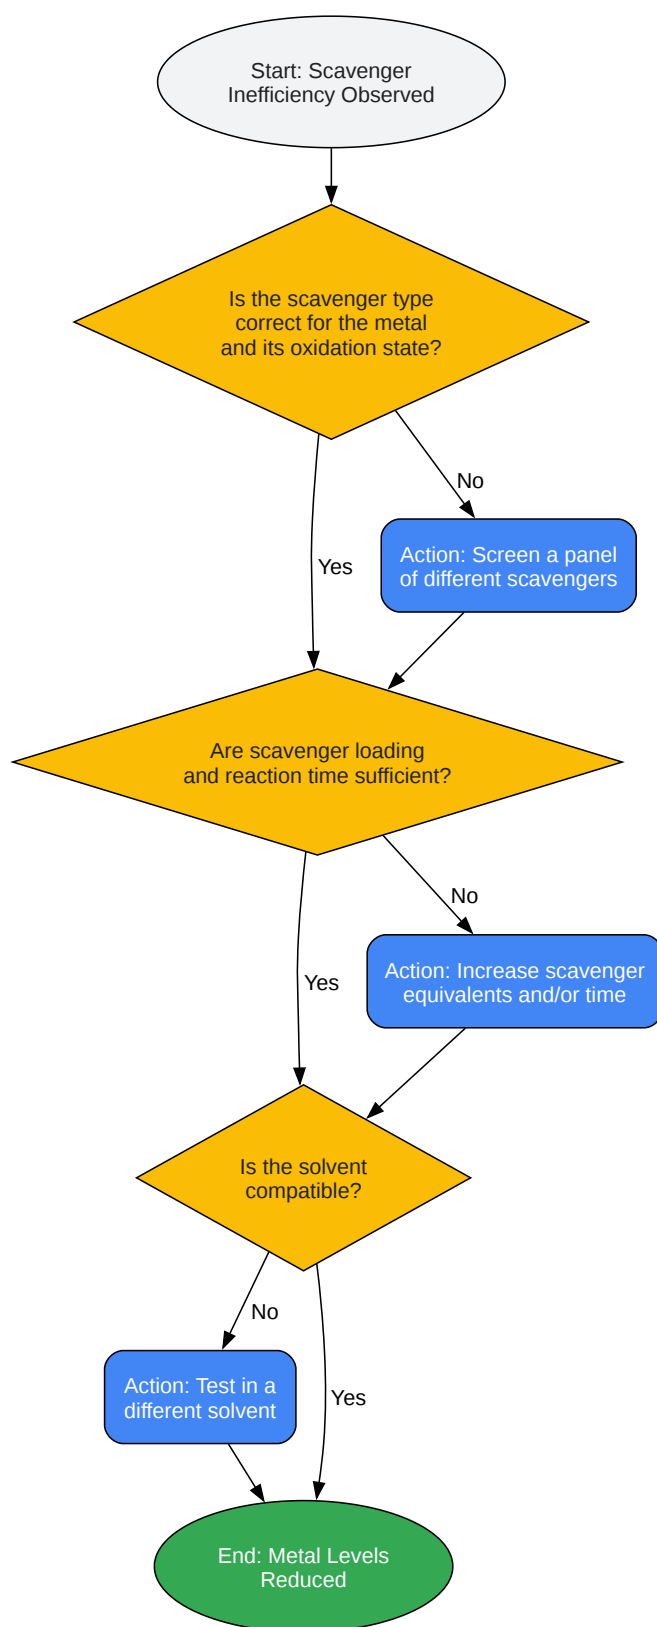 Start: Scavenger
Inefficiency Observed
Is the scavenger type
correct for the metal
and its oxidation state?
No
Action: Screen a panel
of different scavengers
Yes
Are scavenger loading
and reaction time sufficient?
No
Action: Increase scavenger
equivalents and/or time
Yes
Is the solvent
compatible?
No
Action: Test in a
different solvent
Yes
End: Metal Levels
Reduced